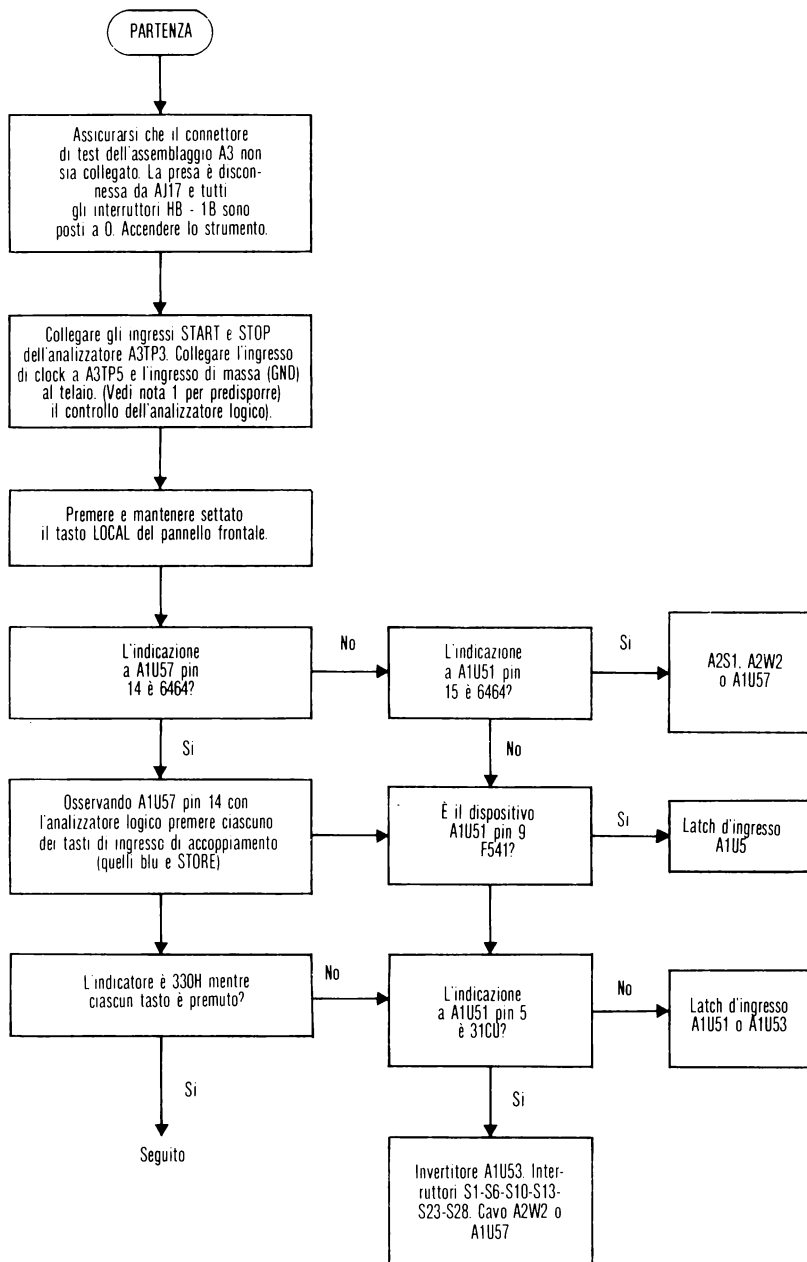 PARTENZA
Assicurarsi che il connettore
di test dell'assemblaggio A3 non
sia collegato. La presa è discon-
nessa da AJ17 e tutti
gli interruttori HB - 1B sono
posti a 0. Accendere lo strumento.
Collegare gli ingressi START e STOP
dell'analizzatore A3TP3. Collegare l'ingresso
di clock a A3TP5 e l'ingresso di massa (GND)
al telaio. (Vedi nota 1 per predisporre)
il controllo dell'analizzatore logico).
Premere e mantenere settato
il tasto LOCAL del pannello frontale.
L'indicazione
a A1U57 pin
14 è 6464?
No
L'indicazione
a A1U51 pin
15 è 6464?
Si
A2S1. A2W2
o A1U57
Si
No
Osservando A1U57 pin 14 con
l'analizzatore logico premere ciascuno
dei tasti di ingresso di accoppiamento
(quelli blu e STORE)
È il dispositivo
A1U51 pin 9
F541?
Si
Latch d'ingresso
A1U5
L'indicatore è 330H mentre
ciascun tasto è premuto?
No
L'indicazione
a A1U51 pin 5
è 31CU?
No
Latch d'ingresso
A1U51 o A1U53
Si
Si
Seguito
Invertitore A1U53. Inter-
ruttori S1-S6-S10-S13-
S23-S28. Cavo A2W2 o
A1U57